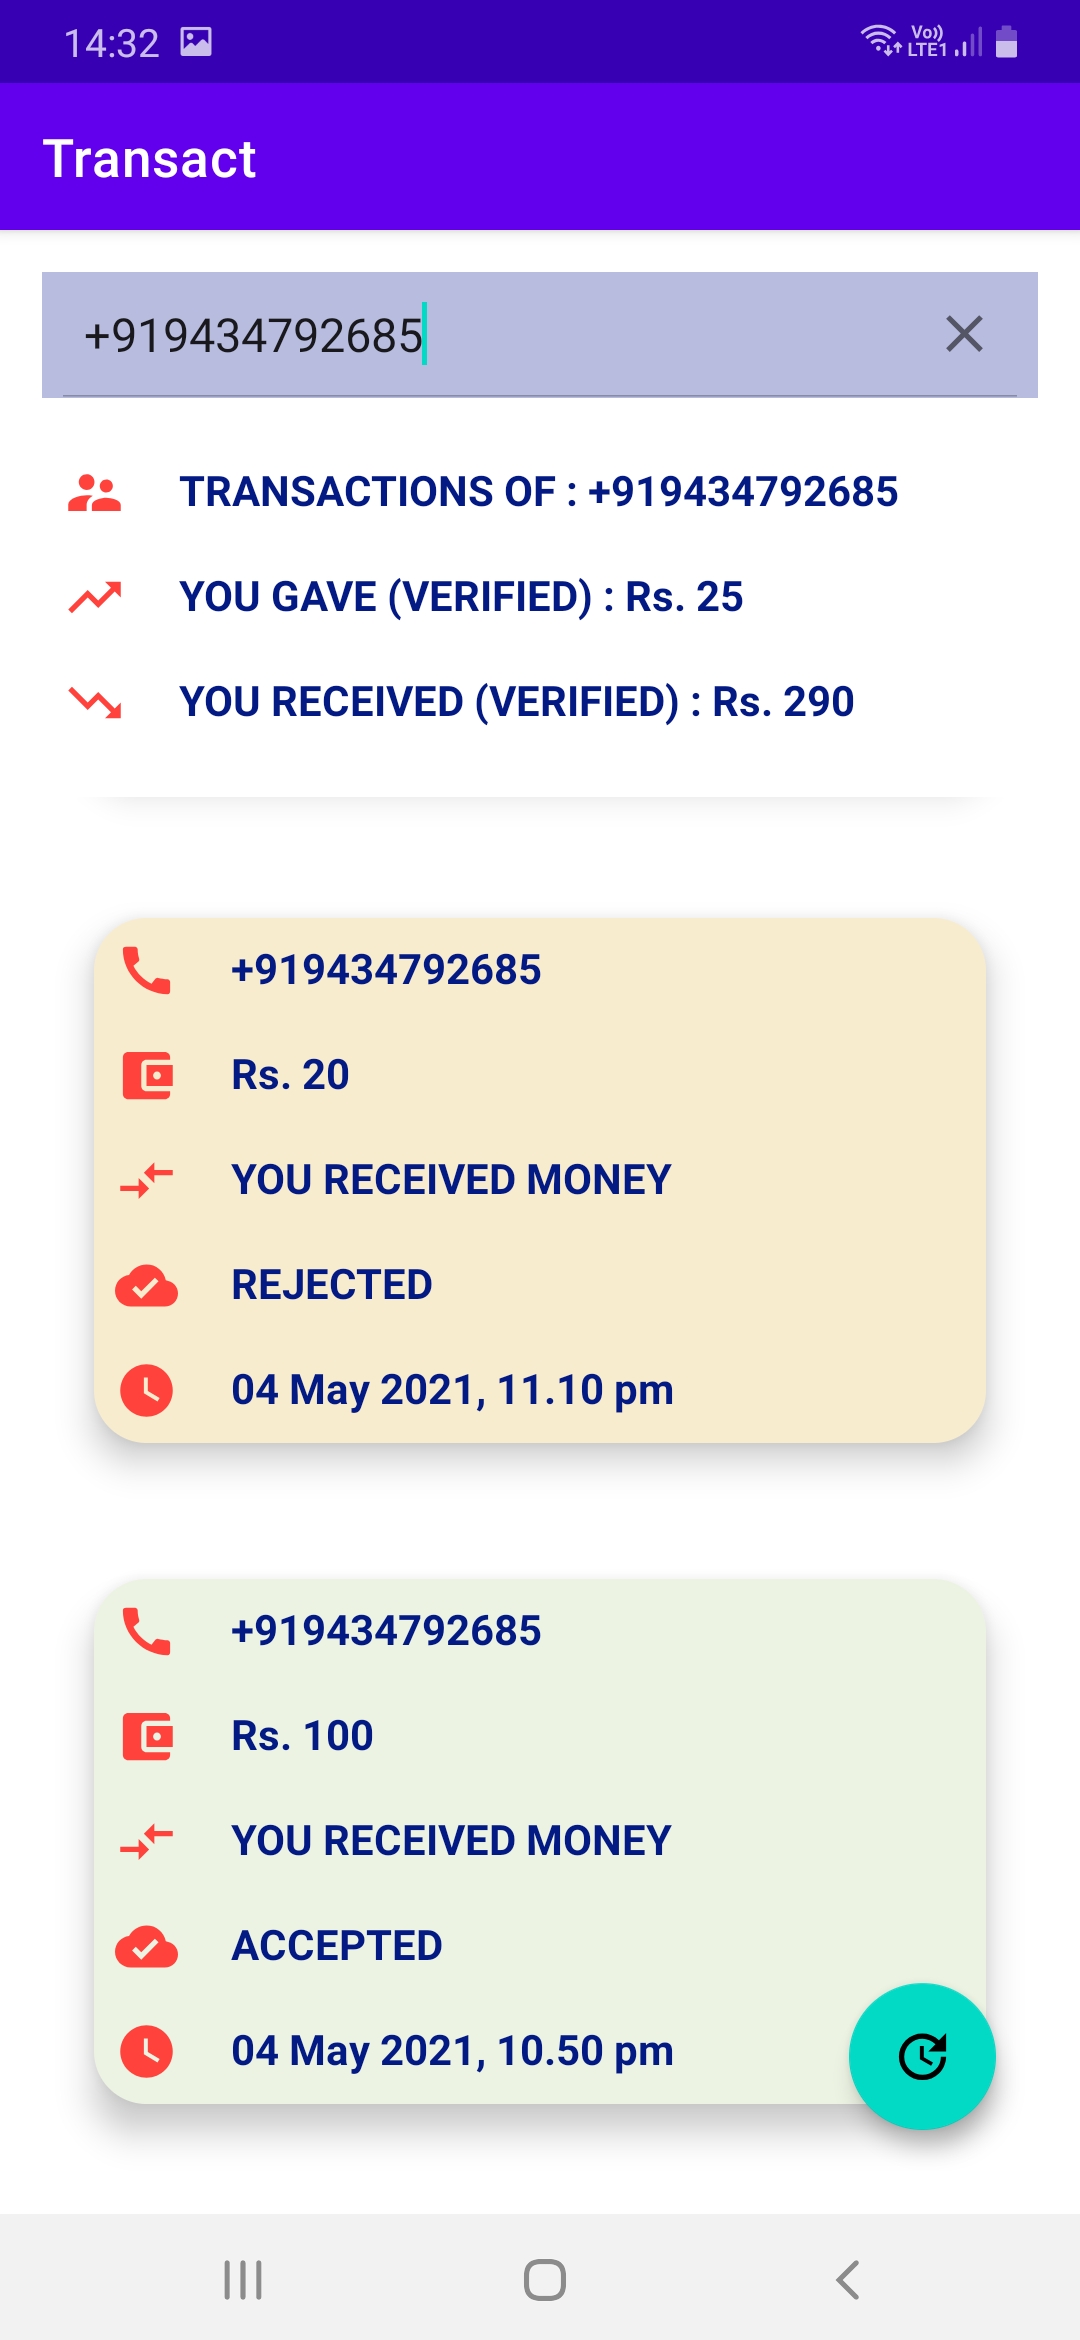 14:32
Vo))
LTE1
Transact
+919434792685
TRANSACTIONS OF : +919434792685
YOU GAVE (VERIFIED) : Rs. 25
YOU RECEIVED (VERIFIED) : Rs. 290
+919434792685
Rs. 20
YOU RECEIVED MONEY
REJECTED
04 May 2021, 11.10 pm
+919434792685
Rs. 100
YOU RECEIVED MONEY
ACCEPTED
04 May 2021, 10.50 pm